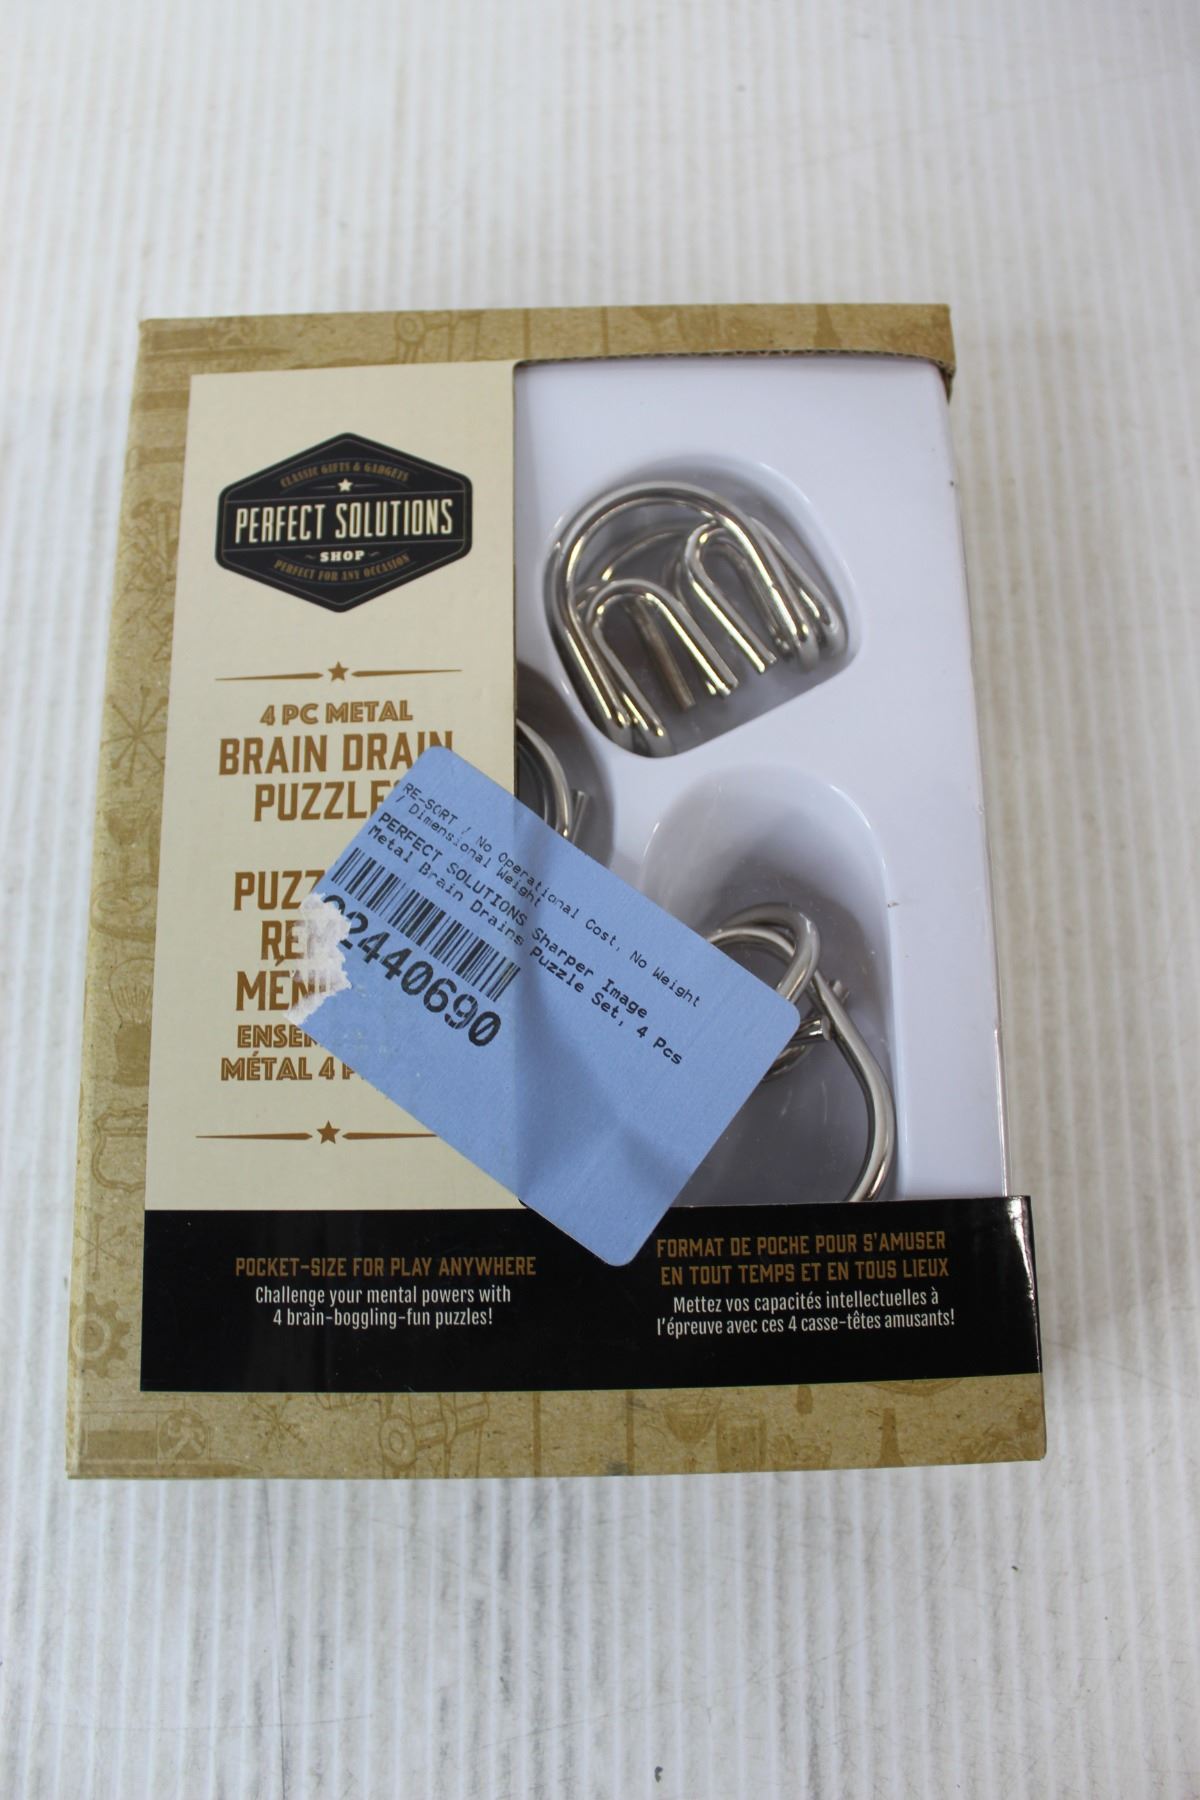 CLASSIC GIFTS & GADGETS
PERFECT SOLUTIONS
SHOP
PERFECT FOR ANY OCCASION
4 PC METAL
BRAIN DRAIN
PUZZLE
PUZZ
RE
MÉN
ENSE
MÉTAL 4 P
RE-SORT / No Operational Cost, No Weight
/ Dimensional Weight
PERFECT SOLUTIONS Sharper Image
Metal Brain Drains Puzzle Set, 4 Pcs
2440690
POCKET-SIZE FOR PLAY ANYWHERE
Challenge your mental powers with
4 brain-boggling-fun puzzles!
FORMAT DE POCHE POUR S'AMUSER
EN TOUT TEMPS ET EN TOUS LIEUX
Mettez vos capacités intellectuelles à
l'épreuve avec ces 4 casse-têtes amusants!